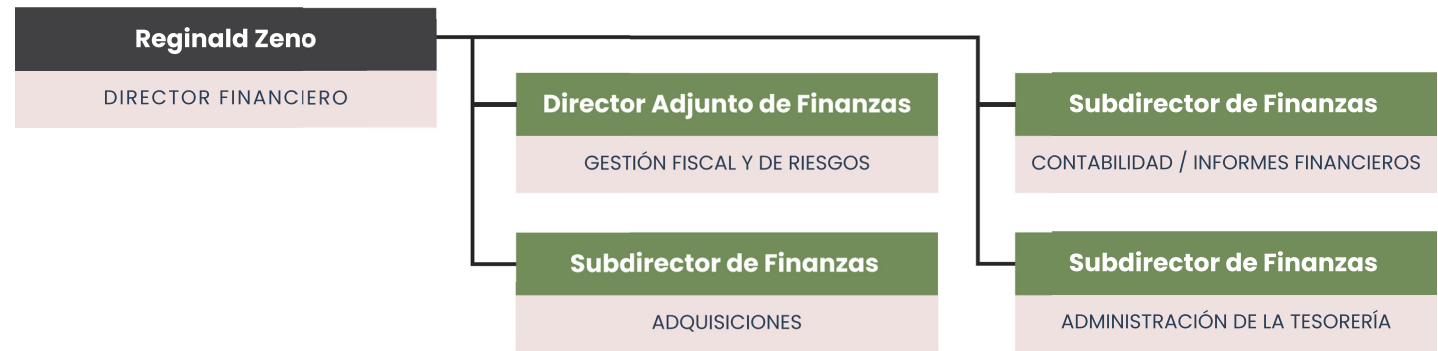 Reginald Zeno
DIRECTOR FINANCIERO
Director Adjunto de Finanzas
GESTIÓN FISCAL Y DE RIESGOS
Subdirector de Finanzas
CONTABILIDAD / INFORMES FINANCIEROS
Subdirector de Finanzas
ADQUISICIONES
Subdirector de Finanzas
ADMINISTRACIÓN DE LA TESORERÍA